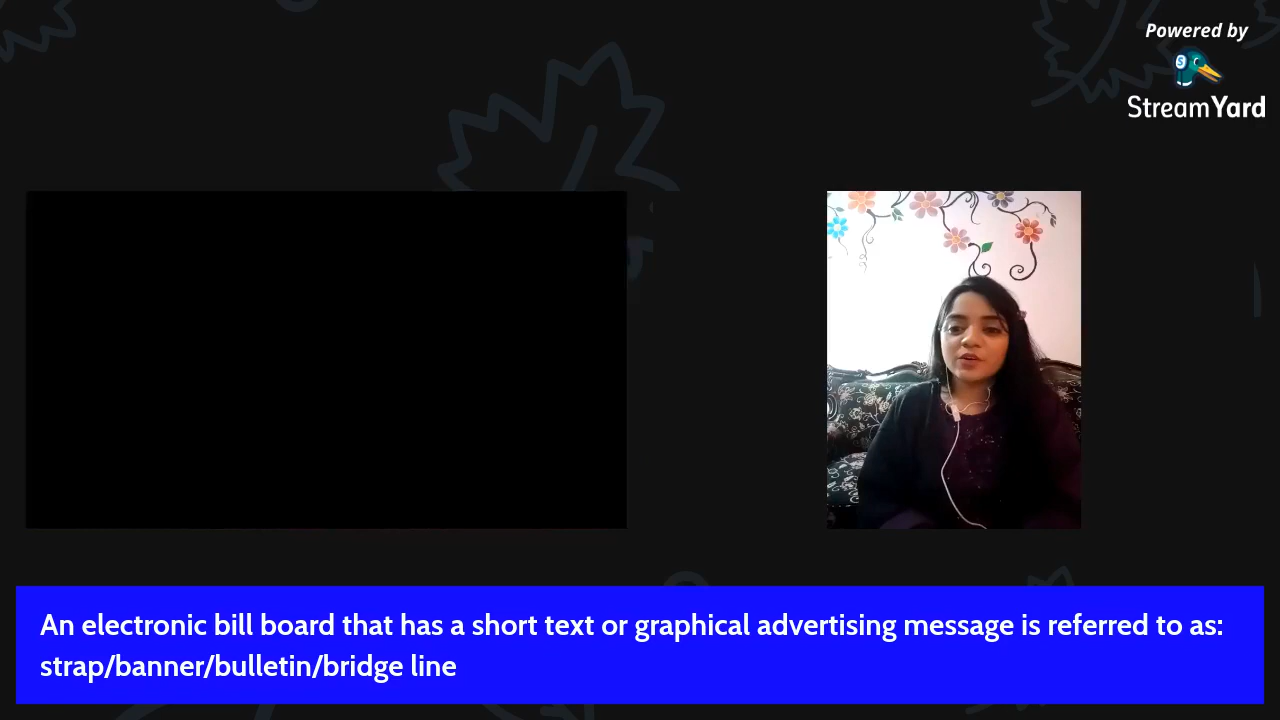 Powered by
StreamYard
An electronic bill board that has a short text or graphical advertising message is referred to as:
strap/banner/bulletin/bridge line